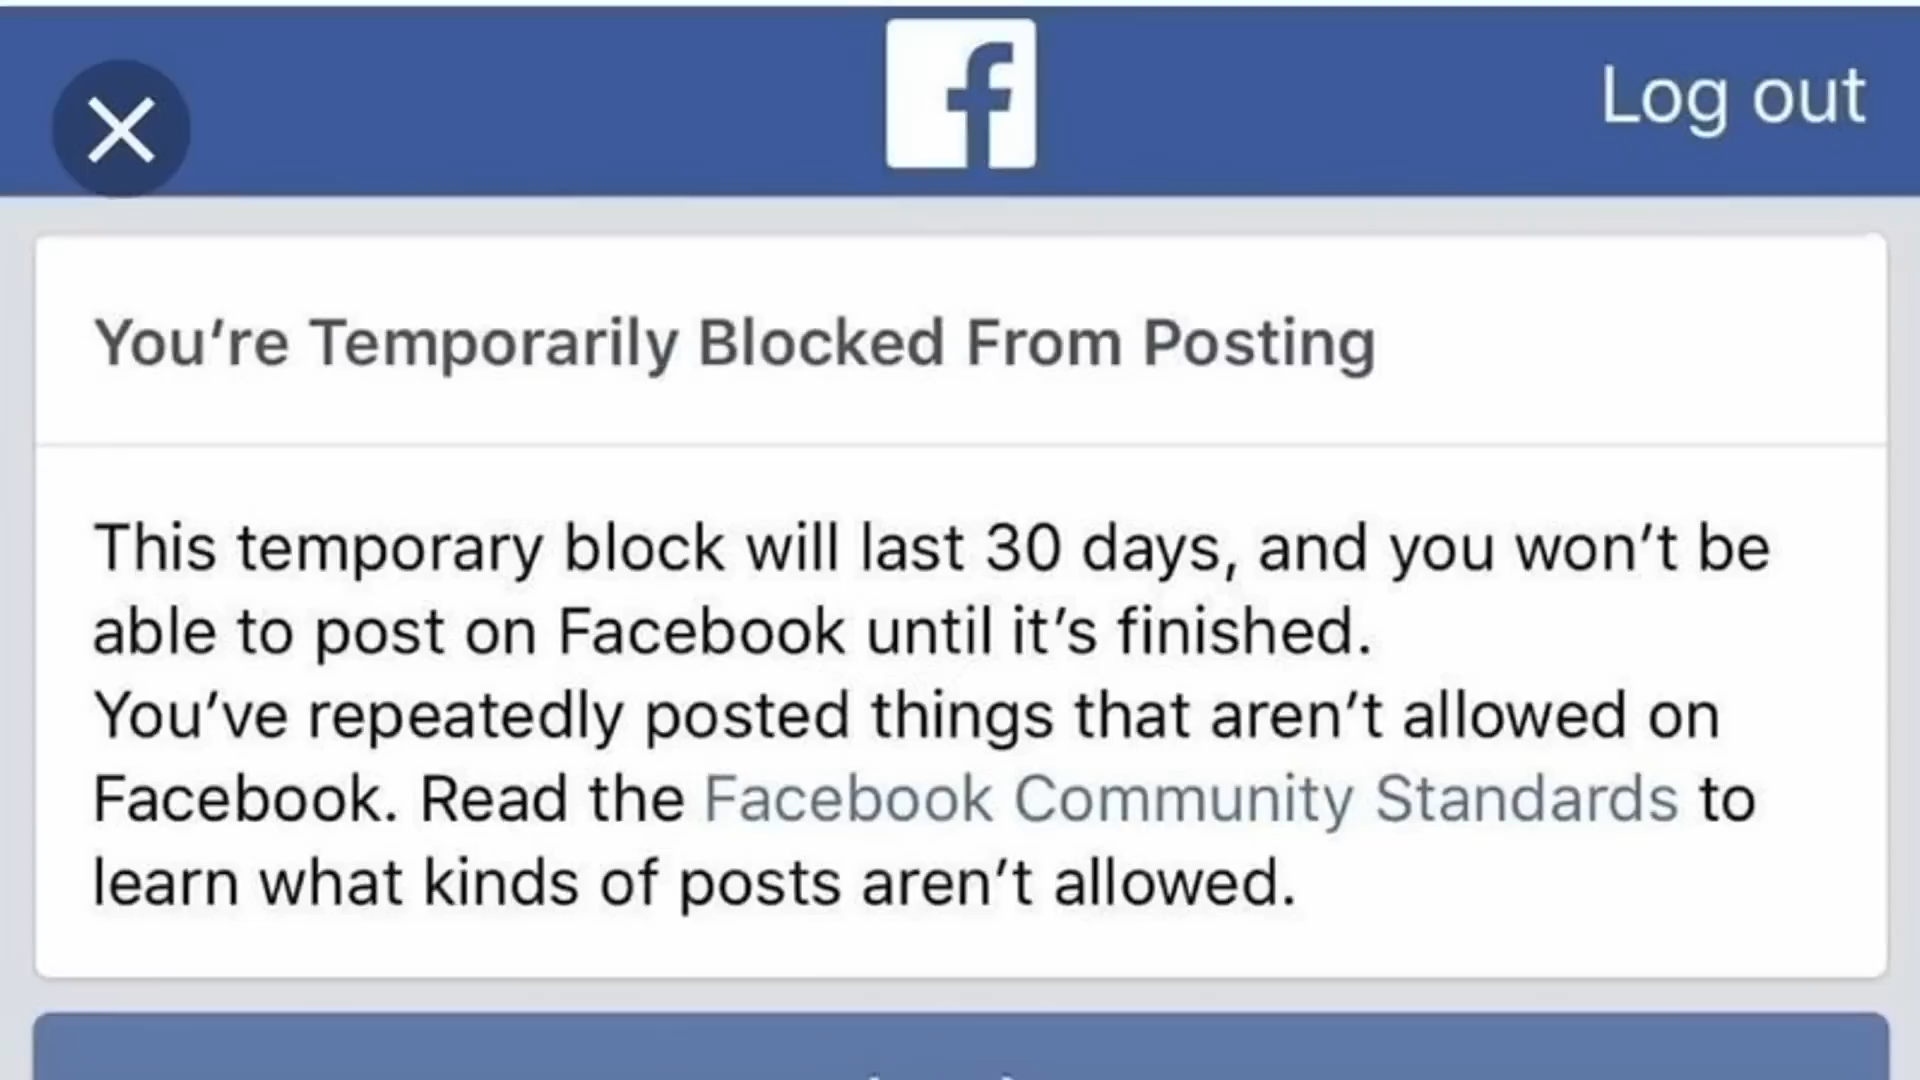 Log out
You’re Temporarily Blocked From Posting
This temporary block will last 30 days, and you won’t be
able to post on Facebook until it’s finished.
You’ve repeatedly posted things that aren’t allowed on
Facebook. Read the Facebook Community Standards to
learn what kinds of posts aren’t allowed.